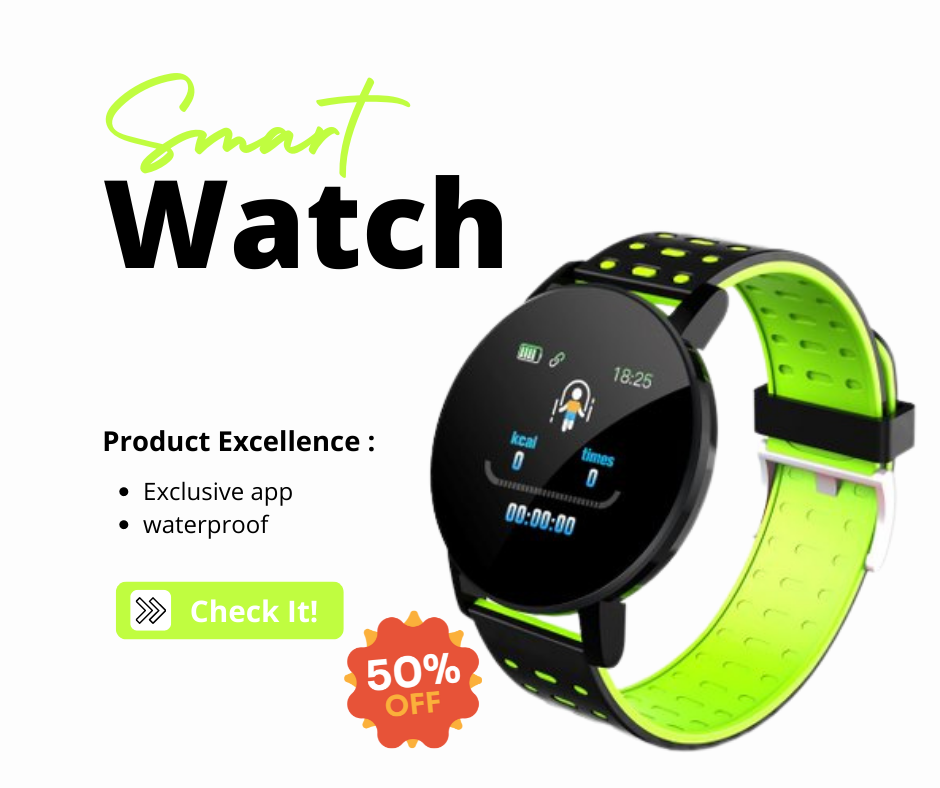 Smart
Watch
18:25
kcal
times
0
0
00:00:00
Product Excellence :
Exclusive app
waterproof
Check It!
50%
OFF